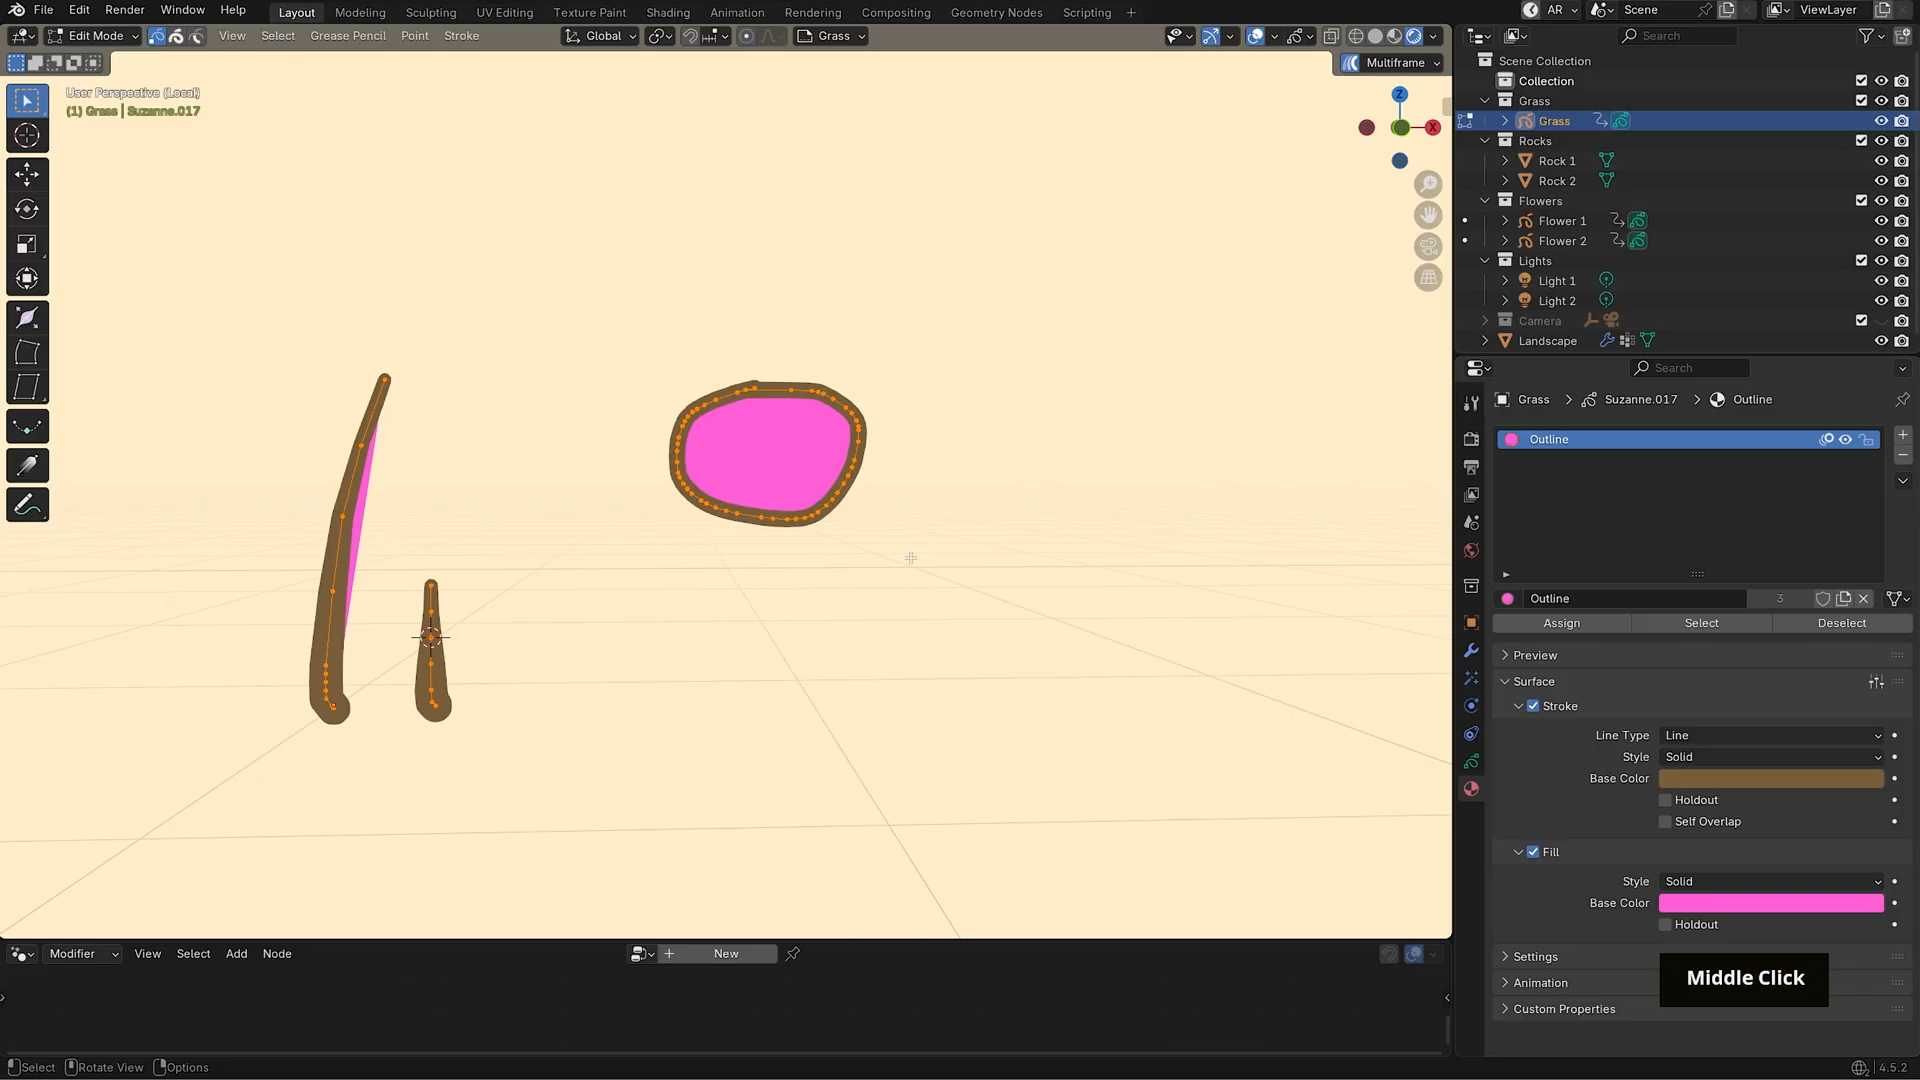 File Edit Render Window Help Layout Modeling Sculpting UV Editing Texture Paint Shading Animation Rendering Compositing Geometry Nodes Scripting + AR Scene ViewLayer
Edit Mode View Select Grease Pencil Point Stroke Global Grass Search
Multiframe
User Perspective (Local)
(1) Grass | Suzanne.017
Z
X
Scene Collection
Collection
Grass
Grass
Rocks
Rock 1
Rock 2
Flowers
Flower 1
Flower 2
Lights
Light 1
Light 2
Camera
Landscape
Search
Grass > Suzanne.017 > Outline
Outline
Outline 3
Assign Select Deselect
Preview
Surface
Stroke
Line Type Line
Style Solid
Base Color
Holdout
Self Overlap
Fill
Style Solid
Base Color
Holdout
Settings
Animation
Custom Properties
Middle Click
Modifier View Select Add Node + New
Select Rotate View Options 4.5.2